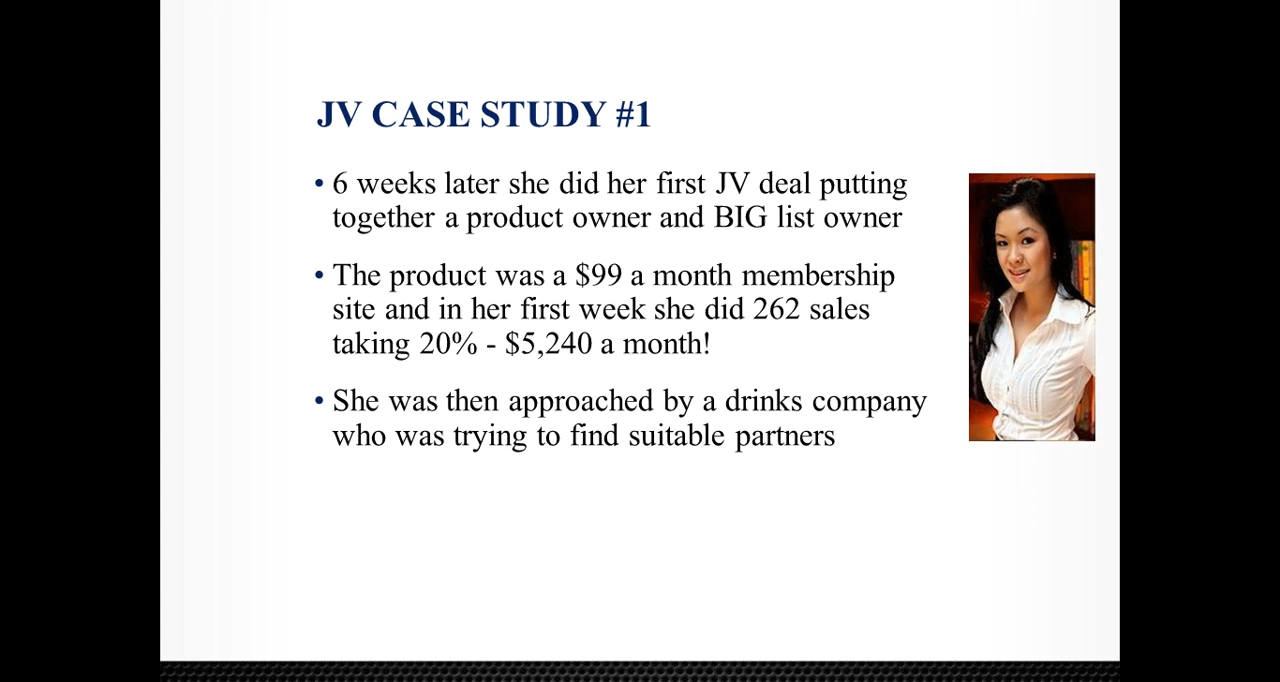 JV CASE STUDY #1
• 6 weeks later she did her first JV deal putting
together a product owner and BIG list owner
• The product was a $99 a month membership
site and in her first week she did 262 sales
taking 20% - $5,240 a month!
• She was then approached by a drinks company
who was trying to find suitable partners